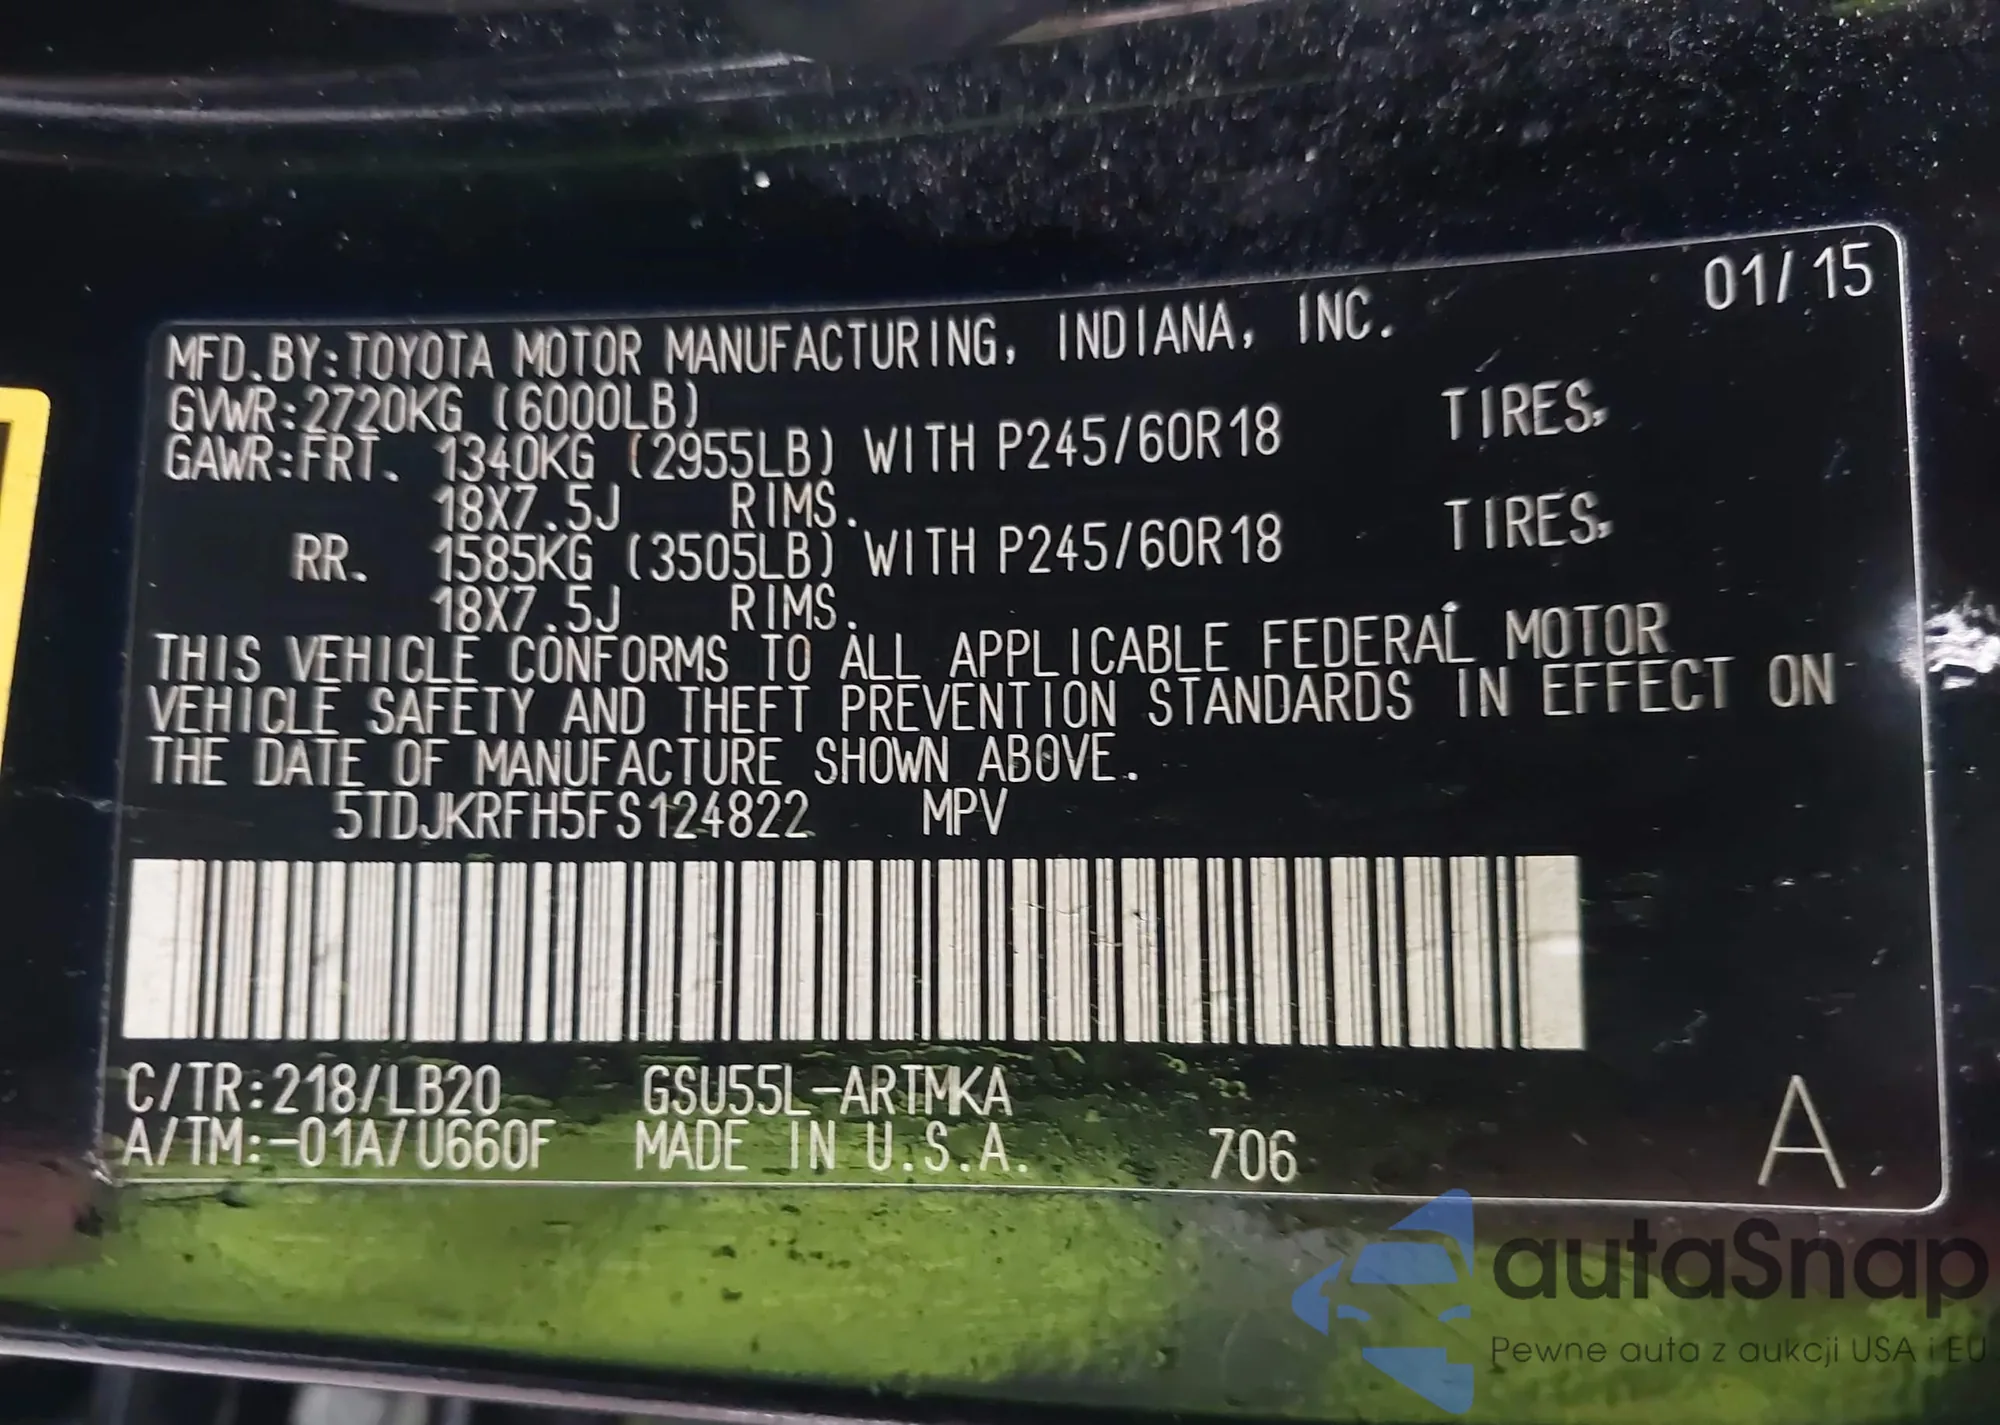 01/15
MFD.BY:TOYOTA MOTOR MANUFACTURING, INDIANA, INC.
GVWR:2720KG (6000LB)
GAWR:FRT. 1340KG (2955LB) WITH P245/60R18 TIRES,
18X7.5J RIMS.
RR. 1585KG (3505LB) WITH P245/60R18 TIRES,
18X7.5J RIMS.
THIS VEHICLE CONFORMS TO ALL APPLICABLE FEDERAL MOTOR
VEHICLE SAFETY AND THEFT PREVENTION STANDARDS IN EFFECT ON
THE DATE OF MANUFACTURE SHOWN ABOVE.
5TDJKRFH5FS124822 MPV
C/TR:218/LB20 GSU55L-ARTMKA
A/TM:-01A/U660F MADE IN U.S.A. 706 A
autaSnap
Pewne auta z aukcji USA i EU